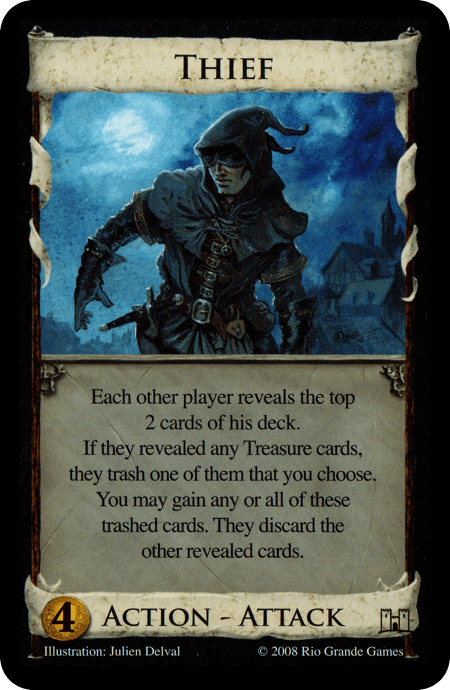 THIEF
Each other player reveals the top
2 cards of his deck.
If they revealed any Treasure cards,
they trash one of them that you choose.
You may gain any or all of these
trashed cards. They discard the
other revealed cards.
4 ACTION - ATTACK
Illustration: Julien Delval © 2008 Rio Grande Games